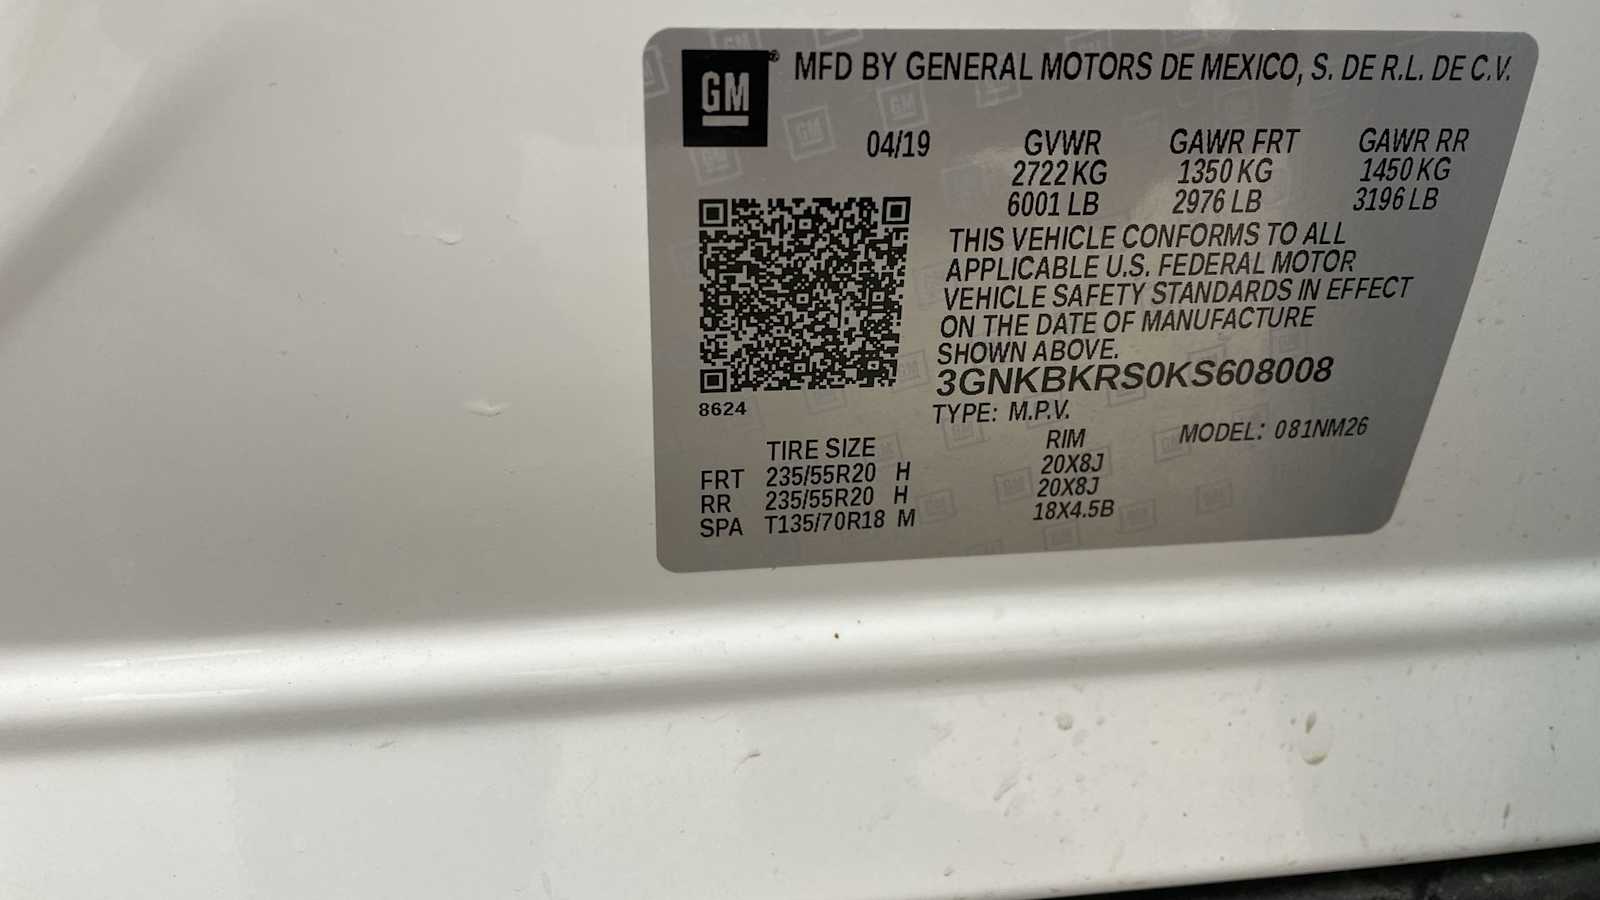 GM® MFD BY GENERAL MOTORS DE MEXICO, S. DE R.L. DE C.V.
04/19 GVWR GAWR FRT GAWR RR
2722 KG 1350 KG 1450 KG
6001 LB 2976 LB 3196 LB
THIS VEHICLE CONFORMS TO ALL
APPLICABLE U.S. FEDERAL MOTOR
VEHICLE SAFETY STANDARDS IN EFFECT
ON THE DATE OF MANUFACTURE
SHOWN ABOVE.
3GNKBKRS0KS608008
8624
TYPE: M.P.V. MODEL: 081NM26
TIRE SIZE RIM
FRT 235/55R20 H 20X8J
RR 235/55R20 H 20X8J
SPA T135/70R18 M 18X4.5B